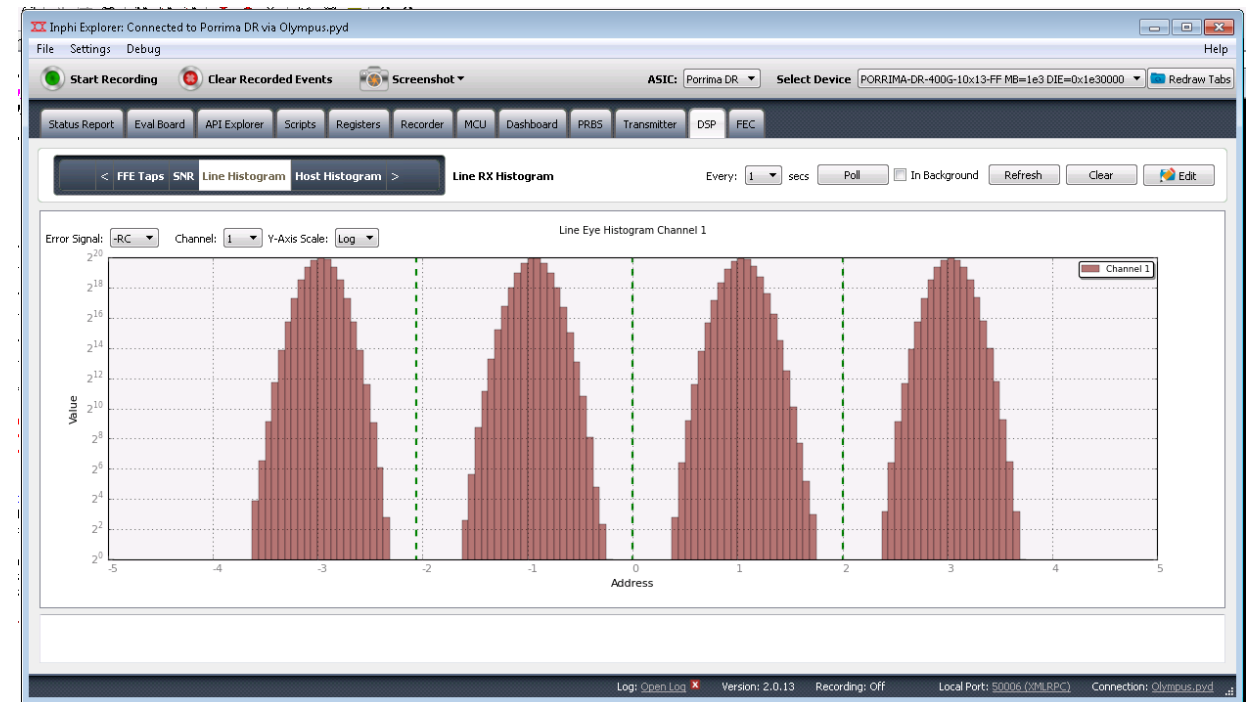 Inphi Explorer: Connected to Porrima DR via Olympus.pyd
File Settings Debug Help
Start Recording Clear Recorded Events Screenshot ASIC: Porrima DR Select Device PORRIMA-DR-400G-10x13-FF MB=1e3 DIE=0x1e30000 Redraw Tabs
Status Report Eval Board API Explorer Scripts Registers Recorder MCU Dashboard PRBS Transmitter DSP FEC
< FFE Taps SNR Line Histogram Host Histogram > Line RX Histogram Every: 1 secs Poll In Background Refresh Clear Edit
Line Eye Histogram Channel 1
Error Signal: -RC Channel: 1 Y-Axis Scale: Log
2^20
Channel 1
2^18
2^16
2^14
2^12
2^10
Value
2^8
2^6
2^4
2^2
2^0
-5 -4 -3 -2 -1 0 1 2 3 4 5
Address
Log: Open Log Version: 2.0.13 Recording: Off Local Port: 50006 (XMLRPC) Connection: Olympus.pyd